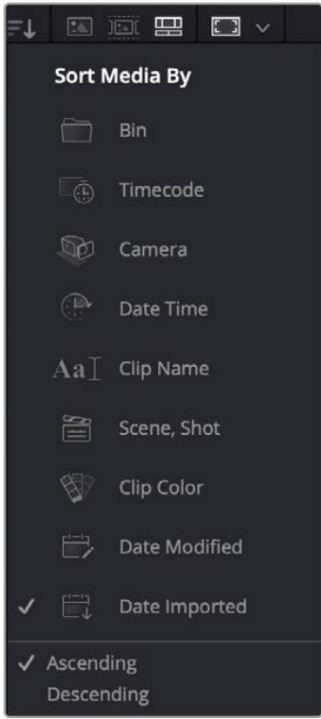 Sort Media By
Bin
Timecode
Camera
Date Time
Aa Clip Name
Scene, Shot
Clip Color
Date Modified
Date Imported
Ascending
Descending